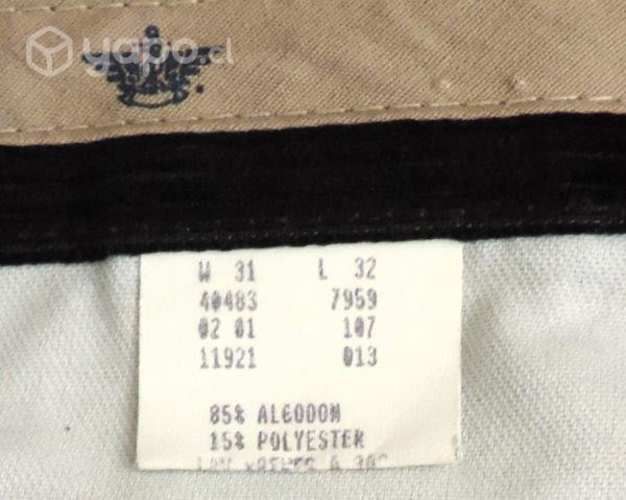 yapo.cl
W 31 L 32
40483 7959
02 01 107
11921 013
85% ALGODON
15% POLYESTER